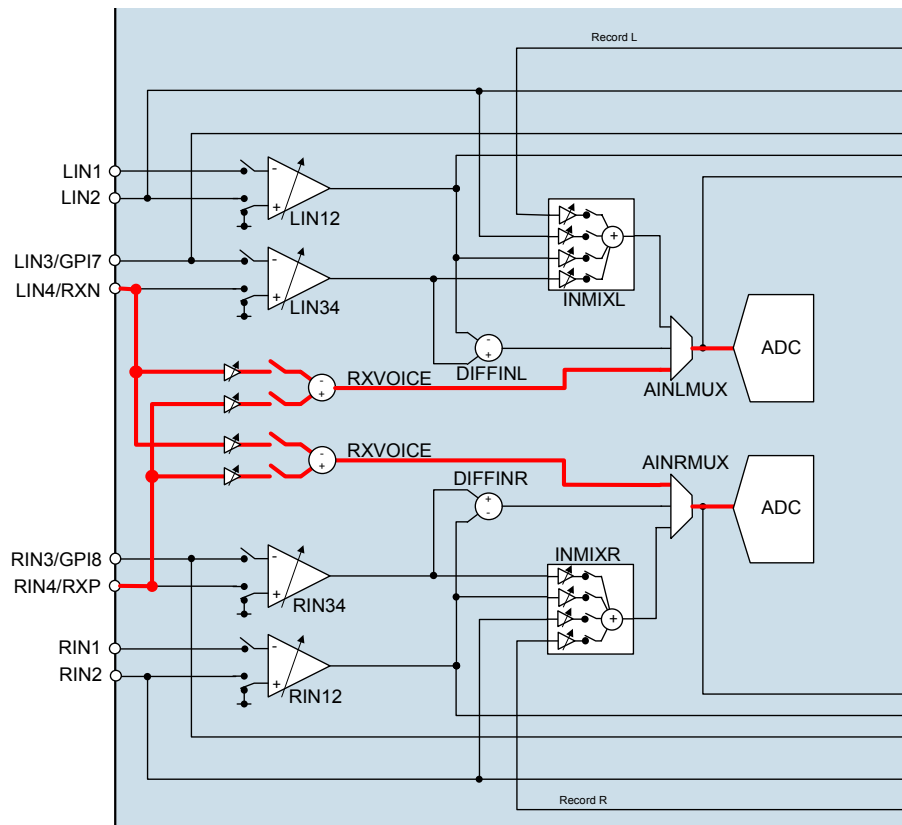 Record L
LIN1
-
LIN2
+
LIN12
LIN3/GPI7
-
LIN4/RXN
+
LIN34
+
INMIXL
-
+
DIFFINL
ADC
AINLMUX
-
+
RXVOICE
-
+
RXVOICE
DIFFINR
+
-
AINRMUX
ADC
INMIXR
RIN3/GPI8
-
RIN4/RXP
+
RIN34
+
RIN1
-
RIN2
+
RIN12
Record R